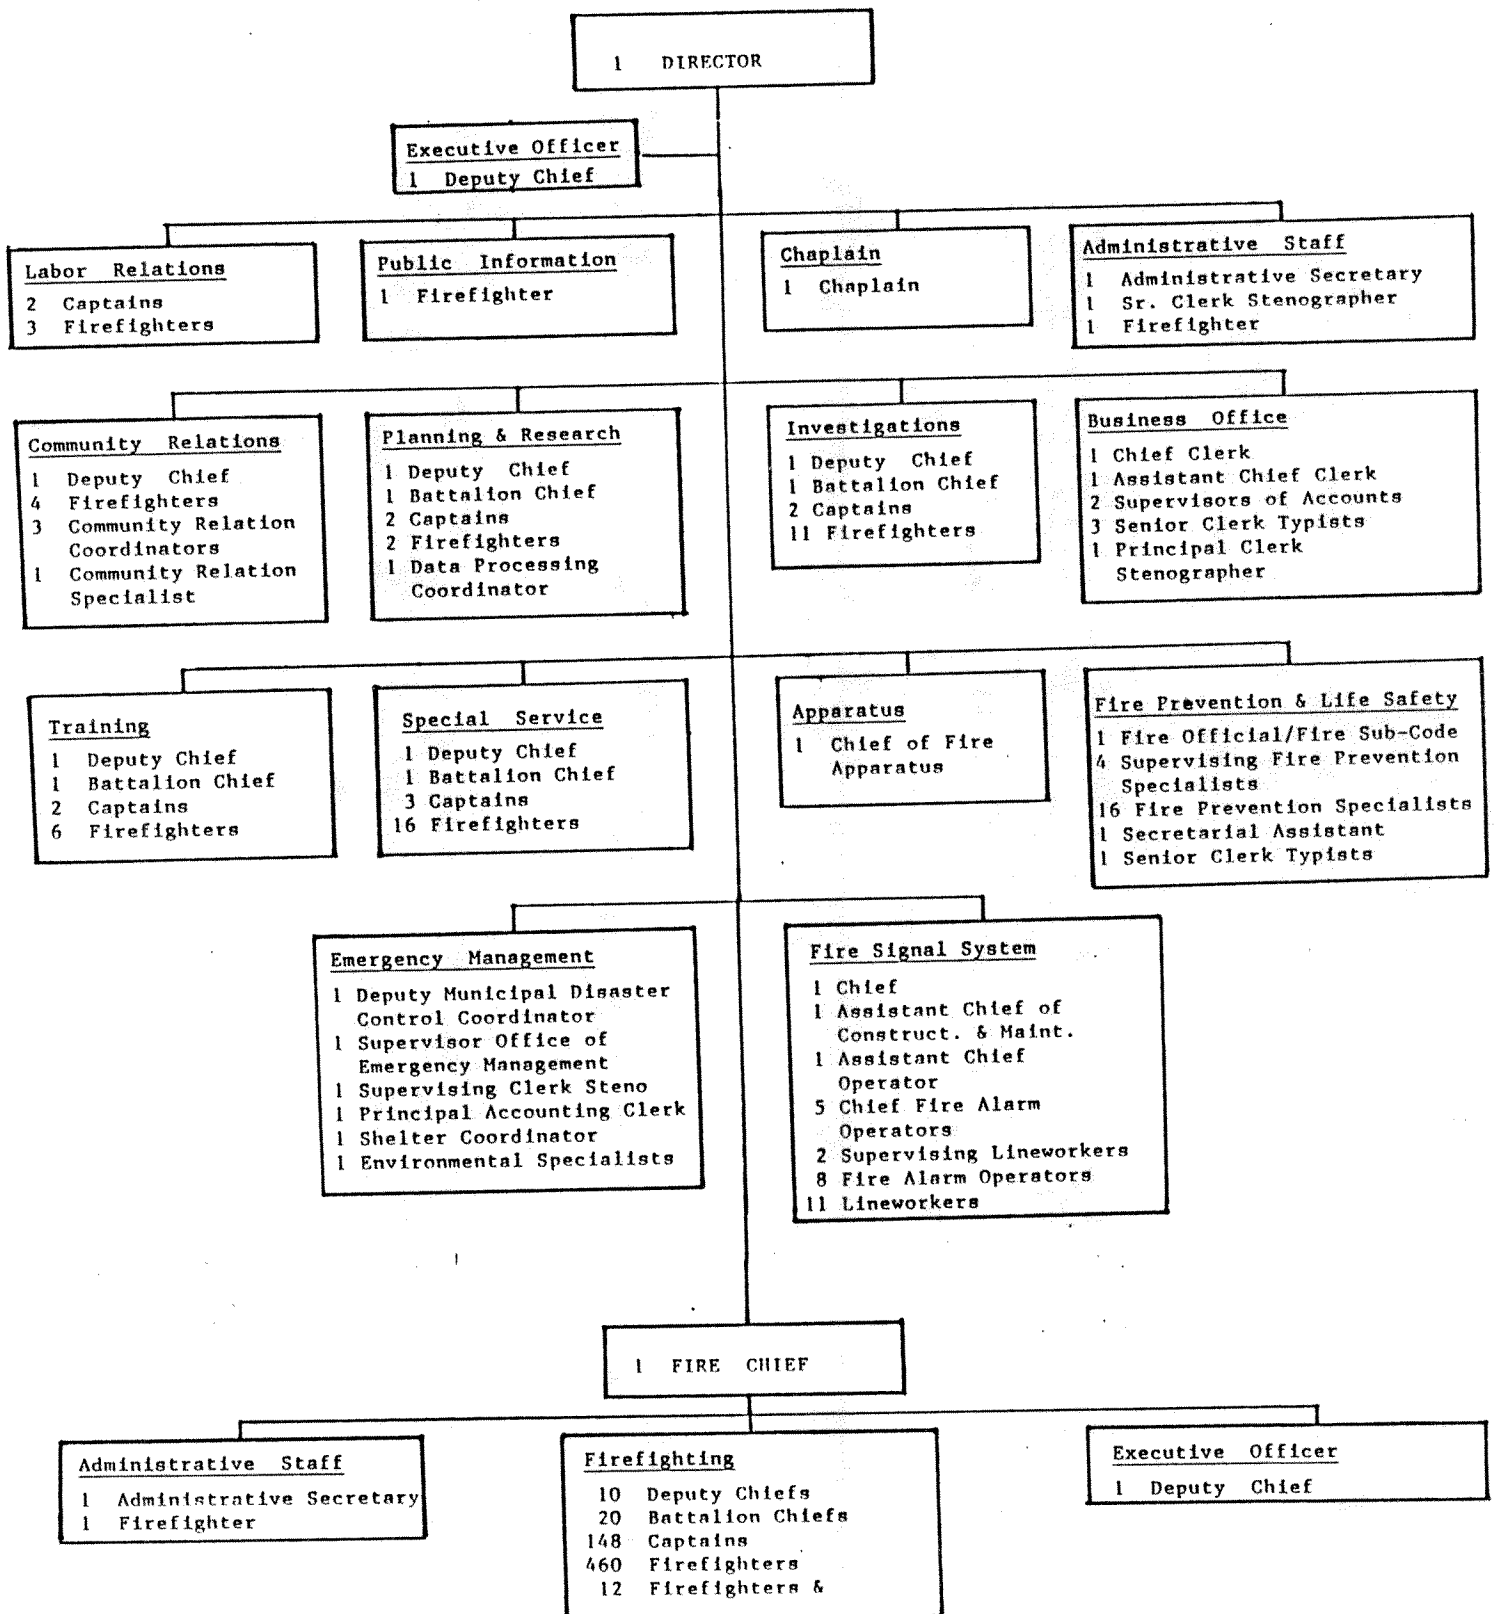 1 DIRECTOR
Executive Officer
1 Deputy Chief
Labor Relations
2 Captains
3 Firefighters
Public Information
1 Firefighter
Chaplain
1 Chaplain
Administrative Staff
1 Administrative Secretary
1 Sr. Clerk Stenographer
1 Firefighter
Community Relations
1 Deputy Chief
4 Firefighters
3 Community Relation
Coordinators
1 Community Relation
Specialist
Planning & Research
1 Deputy Chief
1 Battalion Chief
2 Captains
2 Firefighters
1 Data Processing
Coordinator
Investigations
1 Deputy Chief
1 Battalion Chief
2 Captains
11 Firefighters
Business Office
1 Chief Clerk
1 Assistant Chief Clerk
2 Supervisors of Accounts
3 Senior Clerk Typists
1 Principal Clerk
Stenographer
Training
1 Deputy Chief
1 Battalion Chief
2 Captains
6 Firefighters
Special Service
1 Deputy Chief
1 Battalion Chief
3 Captains
16 Firefighters
Apparatus
1 Chief of Fire
Apparatus
Fire Prevention & Life Safety
1 Fire Official/Fire Sub-Code
4 Supervising Fire Prevention
Specialists
16 Fire Prevention Specialists
1 Secretarial Assistant
1 Senior Clerk Typists
Emergency Management
1 Deputy Municipal Disaster
Control Coordinator
1 Supervisor Office of
Emergency Management
1 Supervising Clerk Steno
1 Principal Accounting Clerk
1 Shelter Coordinator
1 Environmental Specialists
Fire Signal System
1 Chief
1 Assistant Chief of
Construct. & Maint.
1 Assistant Chief
Operator
5 Chief Fire Alarm
Operators
2 Supervising Lineworkers
8 Fire Alarm Operators
11 Lineworkers
1 FIRE CHIEF
Administrative Staff
1 Administrative Secretary
1 Firefighter
Firefighting
10 Deputy Chiefs
20 Battalion Chiefs
148 Captains
460 Firefighters
12 Firefighters &
Executive Officer
1 Deputy Chief